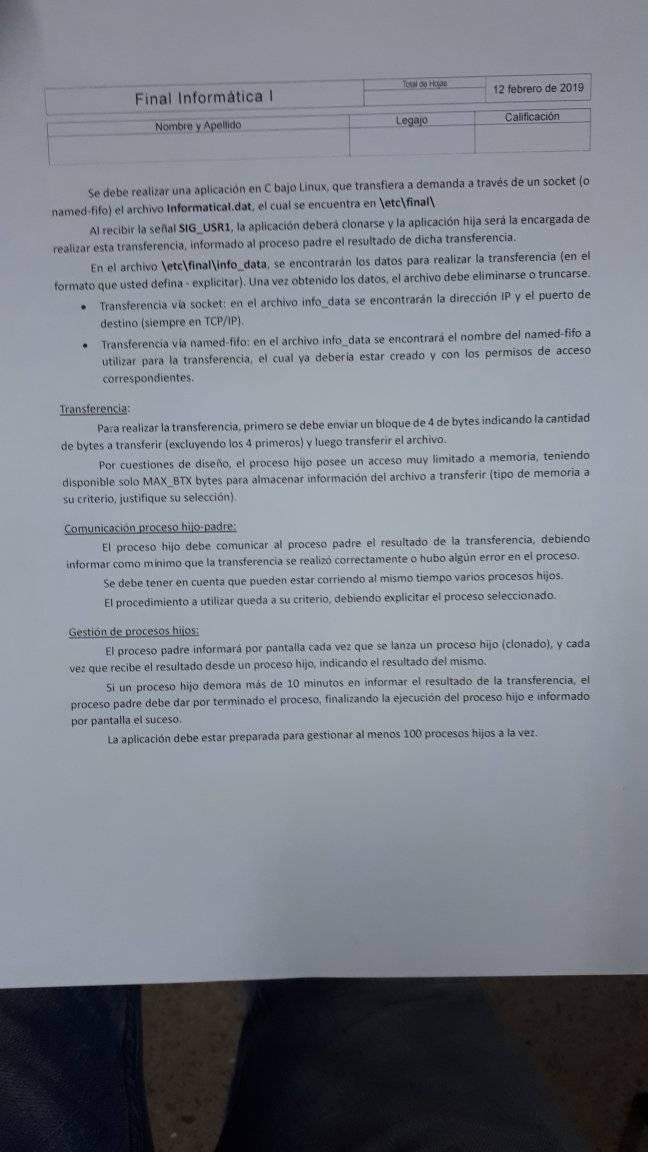 Final Informática I
Total de Hojas
12 febrero de 2019
Nombre y Apellido
Legajo
Calificación
Se debe realizar una aplicación en C bajo Linux, que transfiera a demanda a través de un socket (o
named-fifo) el archivo InformaticaI.dat, el cual se encuentra en \etc\final\
Al recibir la señal SIG_USR1, la aplicación deberá clonarse y la aplicación hija será la encargada de
realizar esta transferencia, informado al proceso padre el resultado de dicha transferencia.
En el archivo \etc\final\info_data, se encontrarán los datos para realizar la transferencia (en el
formato que usted defina - explicitar). Una vez obtenido los datos, el archivo debe eliminarse o truncarse.
• Transferencia vía socket: en el archivo info_data se encontrarán la dirección IP y el puerto de
destino (siempre en TCP/IP).
• Transferencia vía named-fifo: en el archivo info_data se encontrará el nombre del named-fifo a
utilizar para la transferencia, el cual ya debería estar creado y con los permisos de acceso
correspondientes.
Transferencia:
Para realizar la transferencia, primero se debe enviar un bloque de 4 de bytes indicando la cantidad
de bytes a transferir (excluyendo los 4 primeros) y luego transferir el archivo.
Por cuestiones de diseño, el proceso hijo posee un acceso muy limitado a memoria, teniendo
disponible solo MAX_BTX bytes para almacenar información del archivo a transferir (tipo de memoria a
su criterio, justifique su selección).
Comunicación proceso hijo-padre:
El proceso hijo debe comunicar al proceso padre el resultado de la transferencia, debiendo
informar como mínimo que la transferencia se realizó correctamente o hubo algún error en el proceso.
Se debe tener en cuenta que pueden estar corriendo al mismo tiempo varios procesos hijos.
El procedimiento a utilizar queda a su criterio, debiendo explicitar el proceso seleccionado.
Gestión de procesos hijos:
El proceso padre informará por pantalla cada vez que se lanza un proceso hijo (clonado), y cada
vez que recibe el resultado desde un proceso hijo, indicando el resultado del mismo.
Si un proceso hijo demora más de 10 minutos en informar el resultado de la transferencia, el
proceso padre debe dar por terminado el proceso, finalizando la ejecución del proceso hijo e informado
por pantalla el suceso.
La aplicación debe estar preparada para gestionar al menos 100 procesos hijos a la vez.